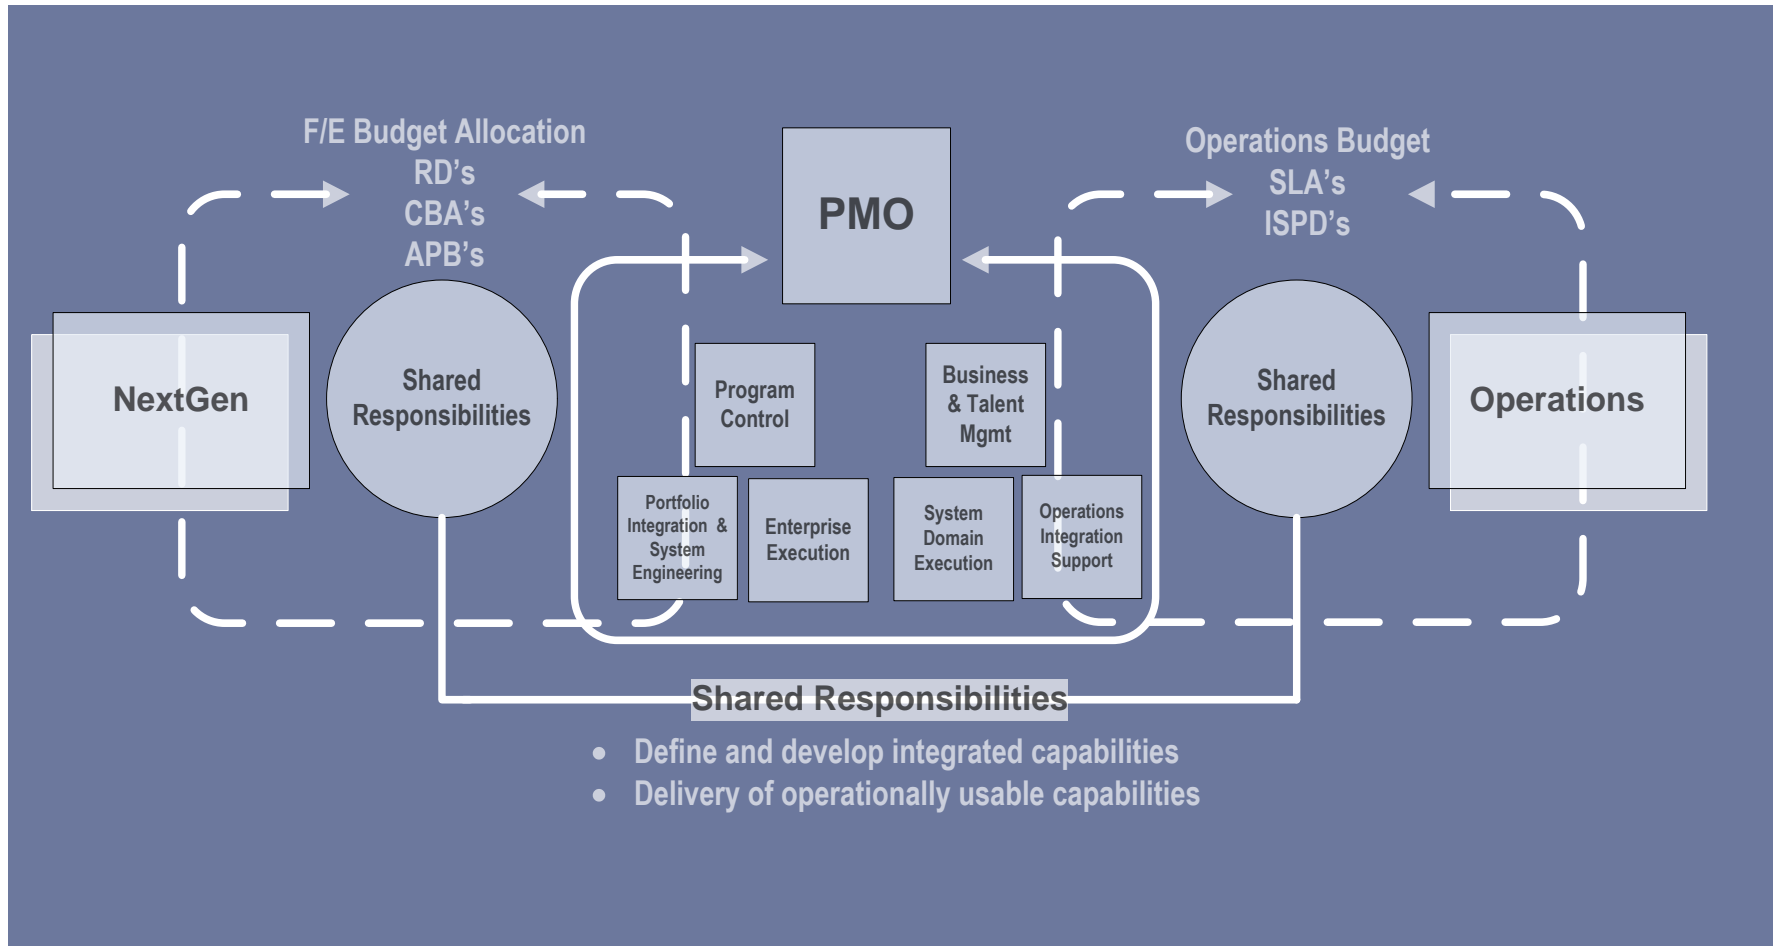 F/E Budget Allocation
RD’s
CBA’s
APB’s
PMO
Operations Budget
SLA’s
ISPD’s
NextGen
Shared
Responsibilities
Program
Control
Business
& Talent
Mgmt
Shared
Responsibilities
Operations
Portfolio
Integration &
System
Engineering
Enterprise
Execution
System
Domain
Execution
Operations
Integration
Support
Shared Responsibilities
● Define and develop integrated capabilities
● Delivery of operationally usable capabilities